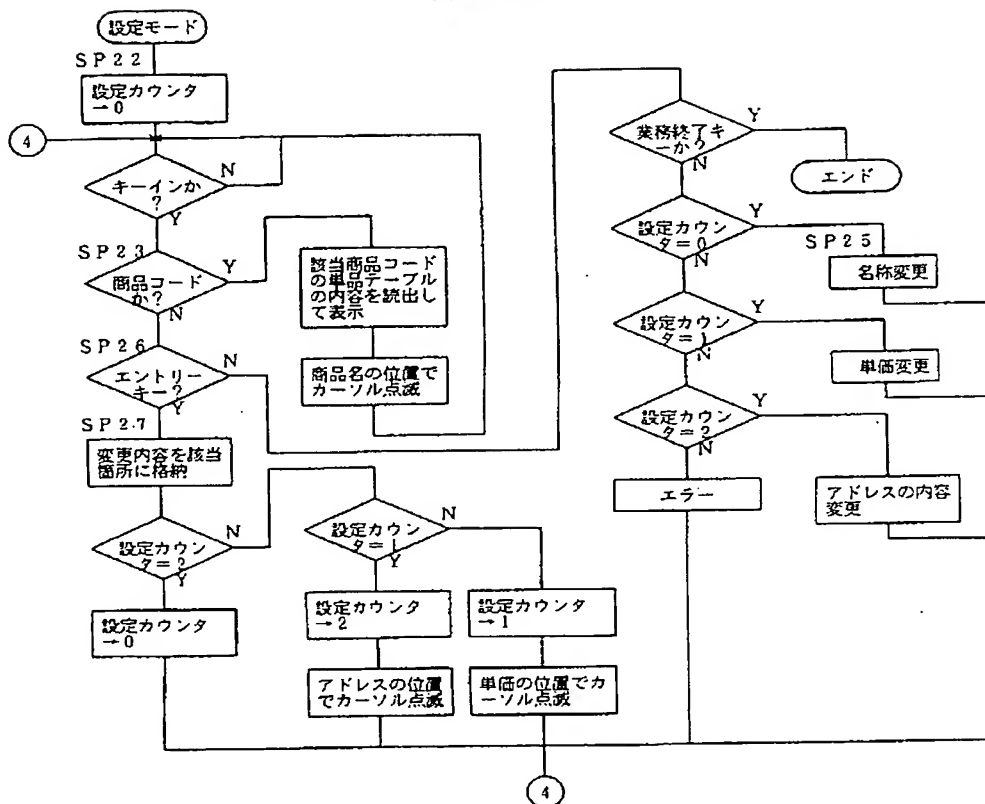 設定モード
SP22
設定カウンタ
→0
4
キーインか
?
N
Y
SP23
商品コード
か?
Y
N
該当商品コード
の単品テーブル
の内容を読出し
て表示
商品名の位置で
カーソル点滅
SP26
エントリー
キー?
N
Y
SP27
変更内容を該当
箇所に格納
設定カウン
タ=2
N
Y
設定カウンタ
→0
設定カウン
タ=1
N
Y
設定カウンタ
→2
アドレスの位置
でカーソル点滅
設定カウンタ
→1
単価の位置でカ
ーソル点滅
4
業務終了キ
ーか?
Y
N
エンド
設定カウン
タ=0
Y
N
SP25
名称変更
設定カウン
タ=1
Y
N
単価変更
設定カウン
タ=2
Y
N
アドレスの内容
変更
エラー